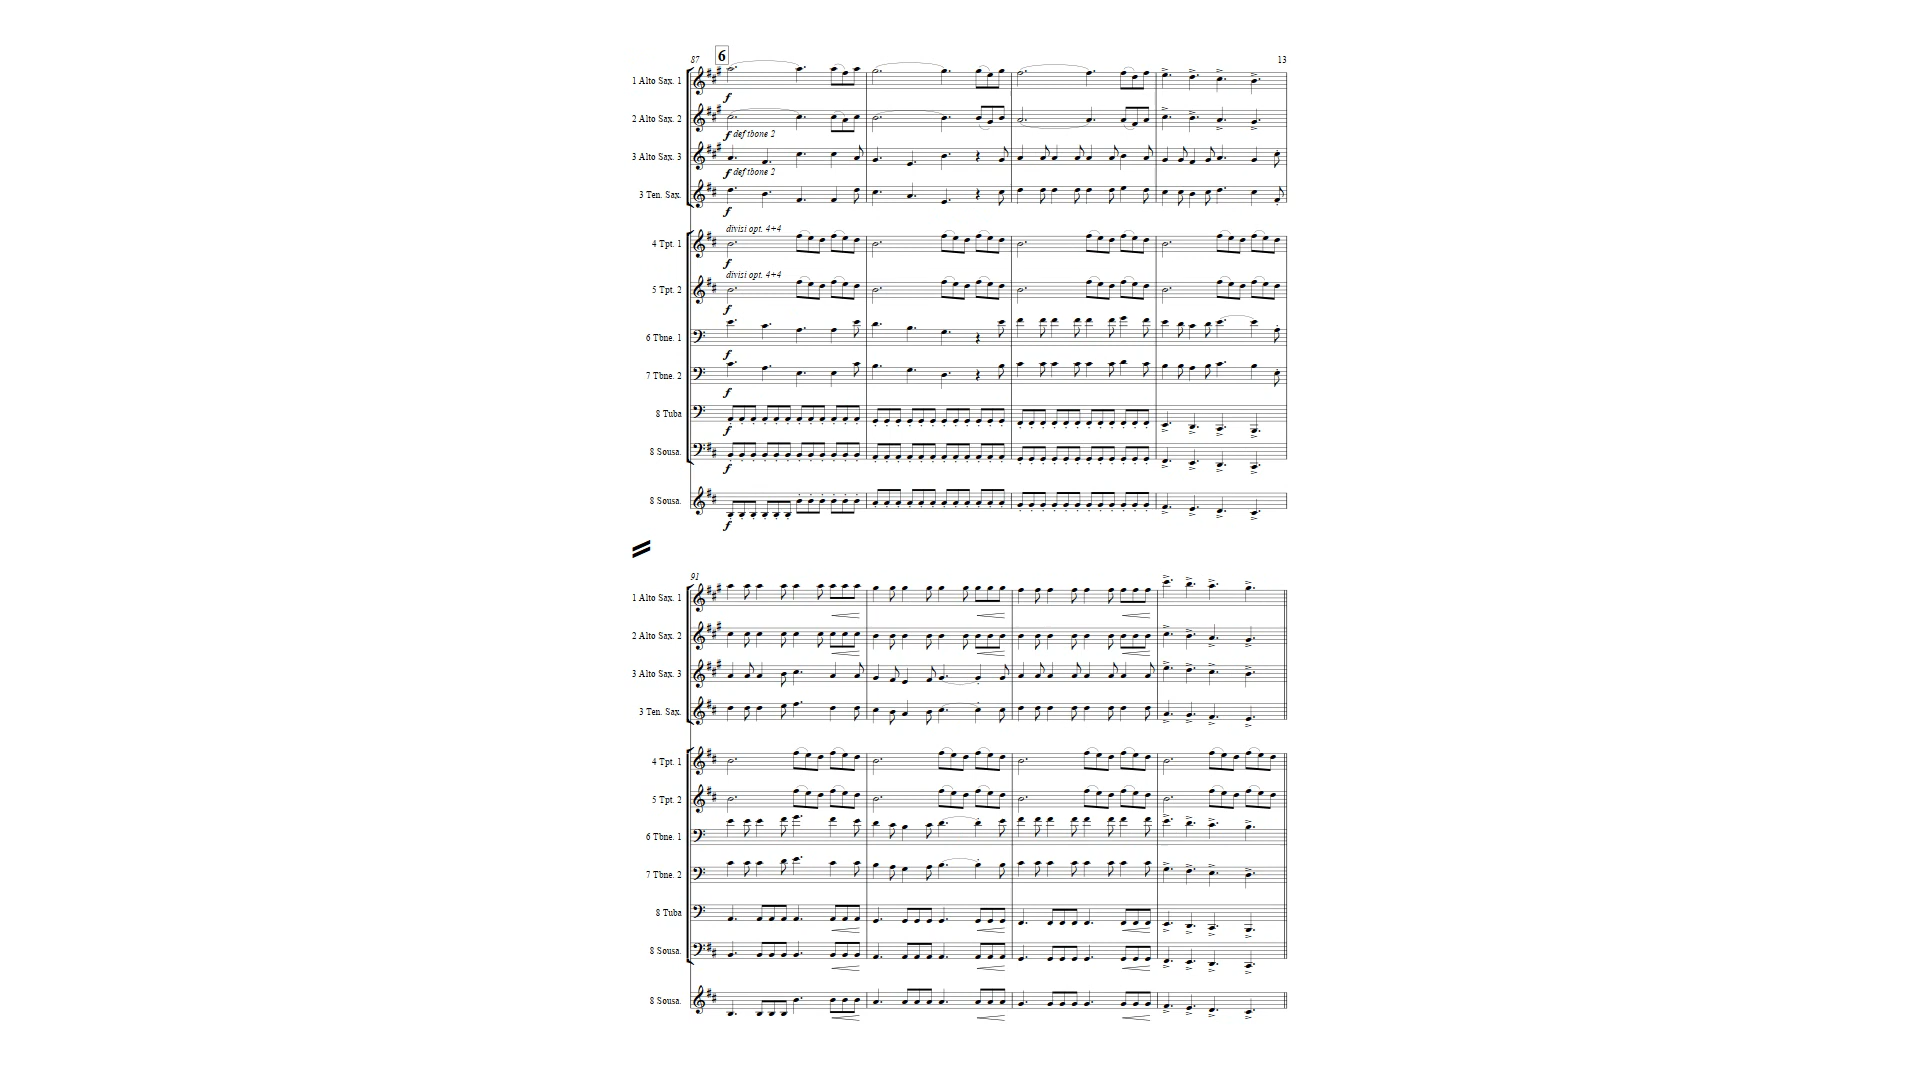 87
6
13
1 Alto Sax. 1
f
2 Alto Sax. 2
f def tbone 2
3 Alto Sax. 3
f def tbone 2
3 Ten. Sax.
f
divisi opt. 4+4
4 Tpt. 1
f
divisi opt. 4+4
5 Tpt. 2
f
6 Tbne. 1
f
7 Tbne. 2
f
8 Tuba
f
8 Sousa.
f
8 Sousa.
f
91
1 Alto Sax. 1
2 Alto Sax. 2
3 Alto Sax. 3
3 Ten. Sax.
4 Tpt. 1
5 Tpt. 2
6 Tbne. 1
7 Tbne. 2
8 Tuba
8 Sousa.
8 Sousa.